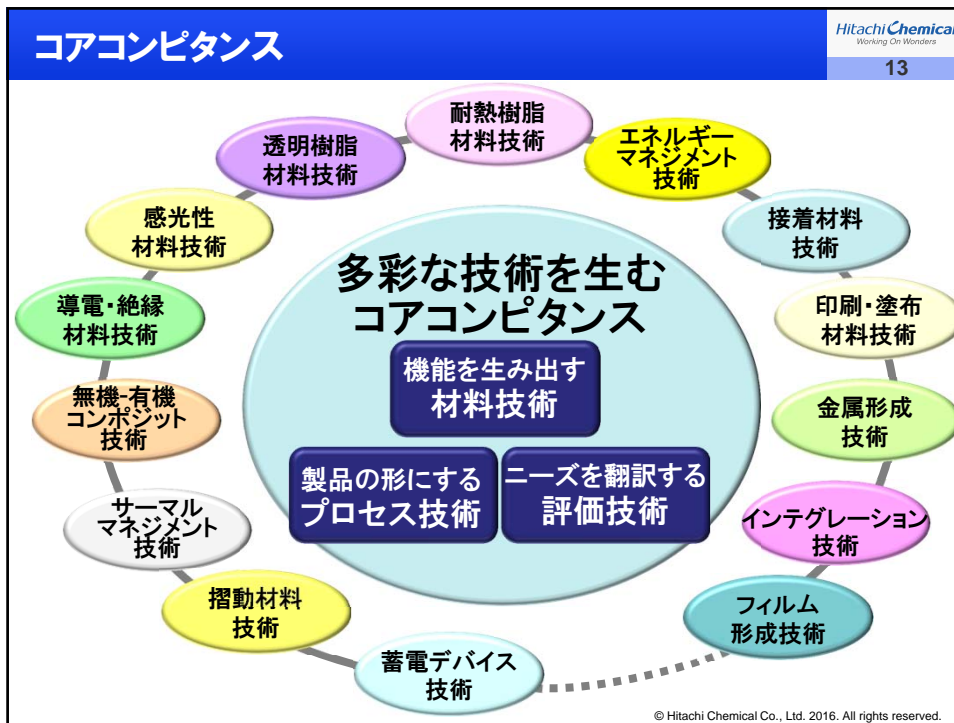 コアコンピタンス
Hitachi Chemical
Working On Wonders
13
耐熱樹脂
材料技術
透明樹脂
材料技術
エネルギー
マネジメント
技術
感光性
材料技術
接着材料
技術
導電・絶縁
材料技術
印刷・塗布
材料技術
多彩な技術を生む
コアコンピタンス
機能を生み出す
材料技術
製品の形にする
プロセス技術
ニーズを翻訳する
評価技術
無機-有機
コンポジット
技術
金属形成
技術
サーマル
マネジメント
技術
インテグレーション
技術
摺動材料
技術
フィルム
形成技術
蓄電デバイス
技術
© Hitachi Chemical Co., Ltd. 2016. All rights reserved.